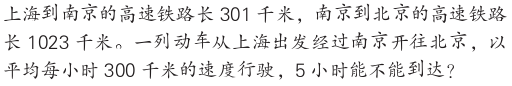 上海到南京的高速铁路长 301 千米，南京到北京的高速铁路
长 1023 千米。一列动车从上海出发经过南京开往北京，以
平均每小时 300 千米的速度行驶，5 小时能不能到达？